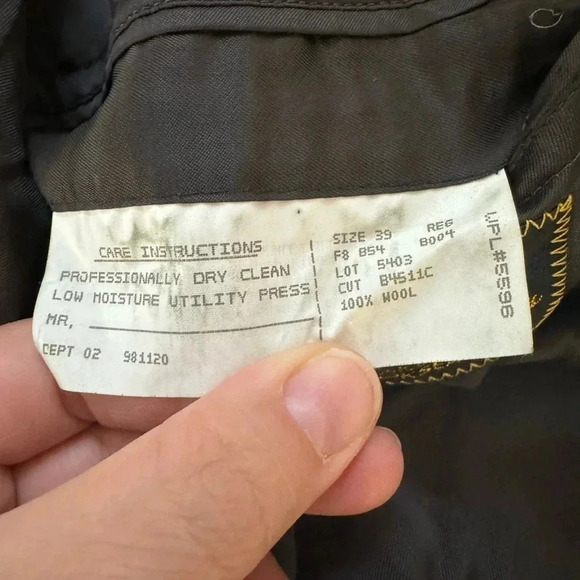 CARE INSTRUCTIONS
PROFESSIONALLY DRY CLEAN
LOW MOISTURE UTILITY PRESS
MR,
DEPT 02 981120
SIZE 39 REG
F8 B54 B004
LOT 5403
CUT B4511C
100% WOOL
WPL#5596